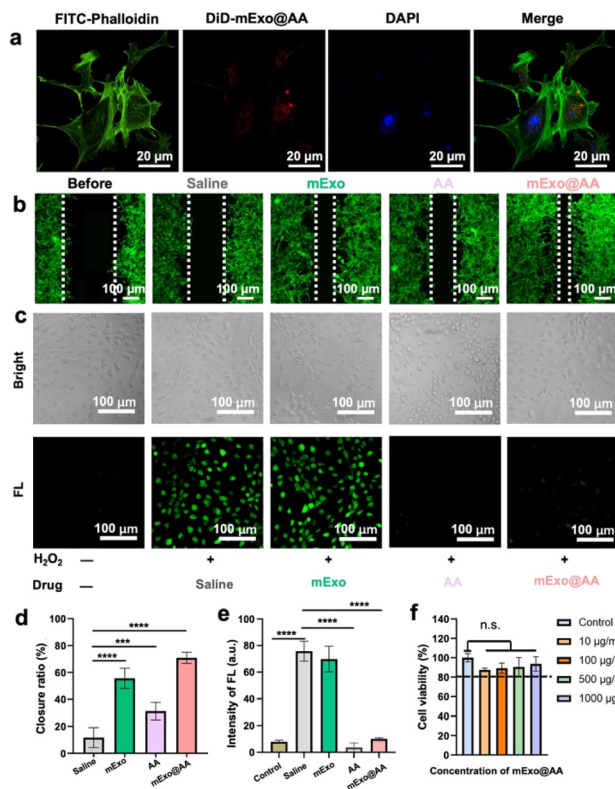 FITC-Phalloidin DiD-mExo@AA DAPI Merge
a
20 µm 20 µm 20 µm 20 µm
Before Saline mExo AA mExo@AA
b
100 µm 100 µm 100 µm 100 µm 100 µm
c
Bright
100 µm 100 µm 100 µm 100 µm 100 µm
FL
100 µm 100 µm 100 µm 100 µm 100 µm
H₂O₂ — + + + +
Drug — Saline mExo AA mExo@AA
d
Closure ratio (%)
100
80
60
40
20
0
****
***
****
Saline mExo AA mExo@AA
e
Intensity of FL (a.u.)
100
80
60
40
20
0
****
****
****
Control Saline mExo AA mExo@AA
f
Cell viability (%)
120
100
80
60
40
20
0
n.s.
Concentration of mExo@AA
Control
10 µg/m
100 µg/
500 µg/
1000 µg